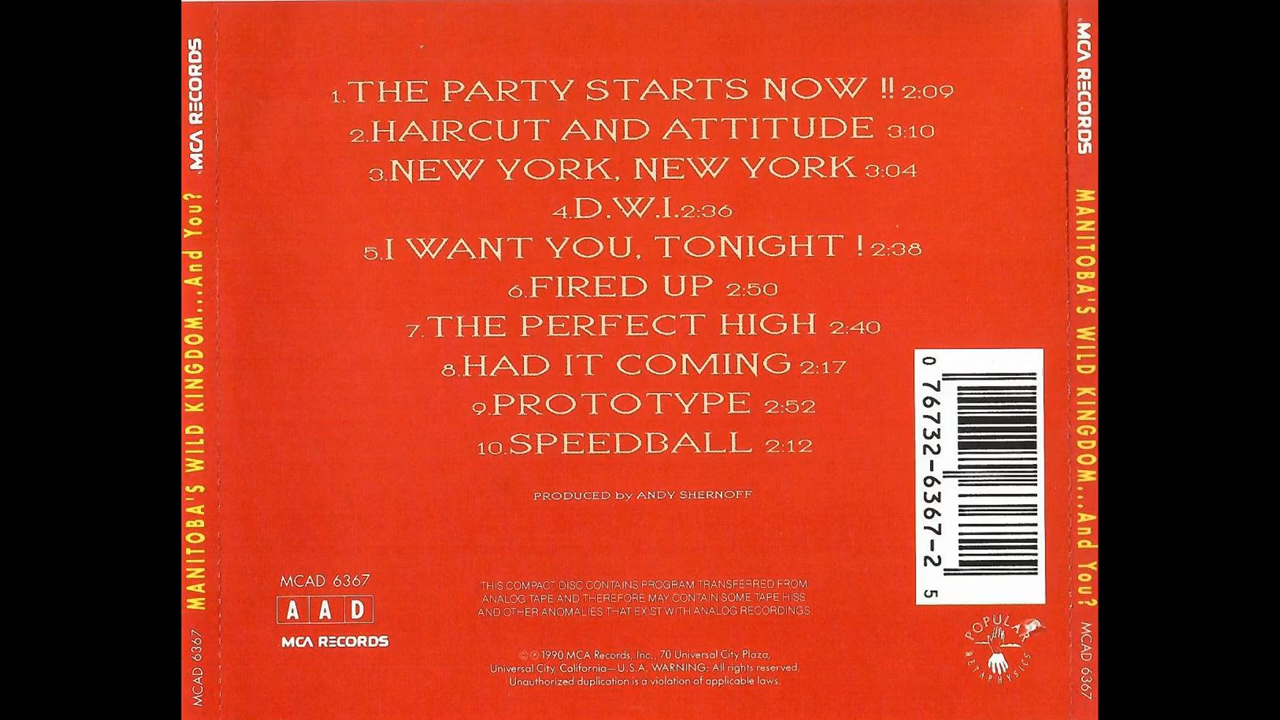 1.THE PARTY STARTS NOW !! 2:09
2.HAIRCUT AND ATTITUDE 3:10
3.NEW YORK, NEW YORK 3:04
4.D.W.I. 2:36
5.I WANT YOU, TONIGHT ! 2:38
6.FIRED UP 2:50
7.THE PERFECT HIGH 2:40
8.HAD IT COMING 2:17
9.PROTOTYPE 2:52
10.SPEEDBALL 2:12
PRODUCED by ANDY SHERNOFF
MCAD 6367
A A D
MCA RECORDS
THIS COMPACT DISC CONTAINS PROGRAM TRANSFERRED FROM
ANALOG TAPE AND THEREFORE MAY CONTAIN SOME TAPE HISS
AND OTHER ANOMALIES THAT EXIST WITH ANALOG RECORDINGS
©℗1990 MCA Records, Inc., 70 Universal City Plaza,
Universal City, California—U.S.A. WARNING: All rights reserved.
Unauthorized duplication is a violation of applicable laws.
0 76732-6367-2 5
POPULAR
METAPHYSICS
MCA RECORDS
MANITOBA'S WILD KINGDOM...And You?
MCAD 6367
MCA RECORDS
MANITOBA'S WILD KINGDOM...And You?
MCAD 6367